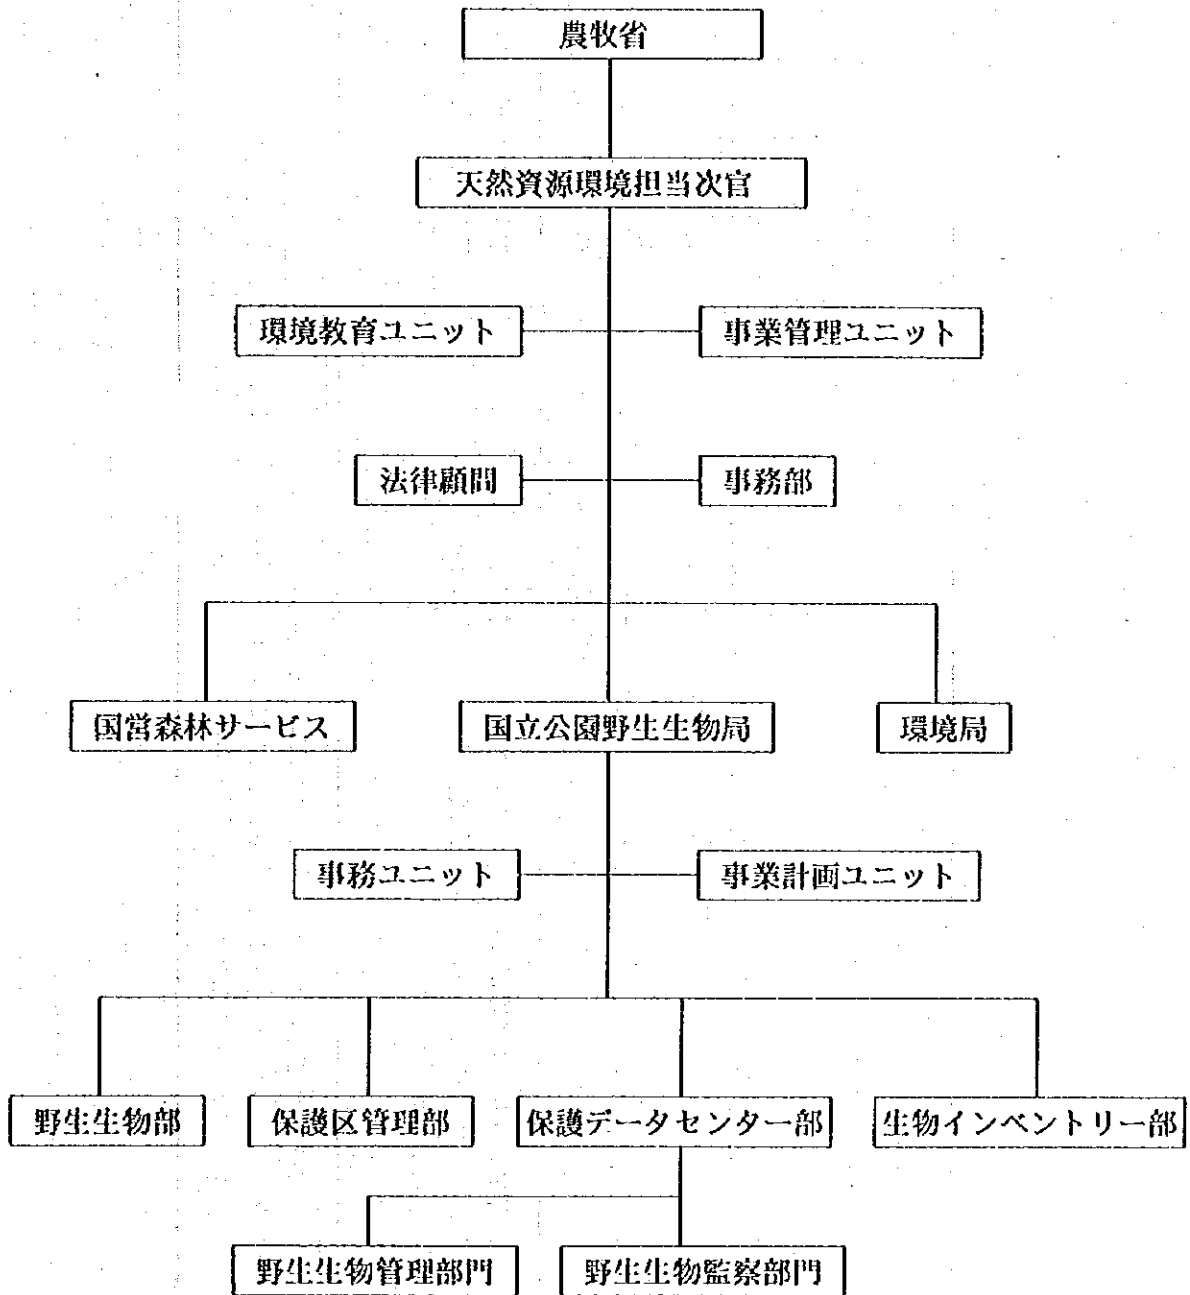 農牧省
天然資源環境担当次官
環境教育ユニット
事業管理ユニット
法律顧問
事務部
国営森林サービス
国立公園野生生物局
環境局
事務ユニット
事業計画ユニット
野生生物部
保護区管理部
保護データセンター部
生物インベントリー部
野生生物管理部門
野生生物監察部門